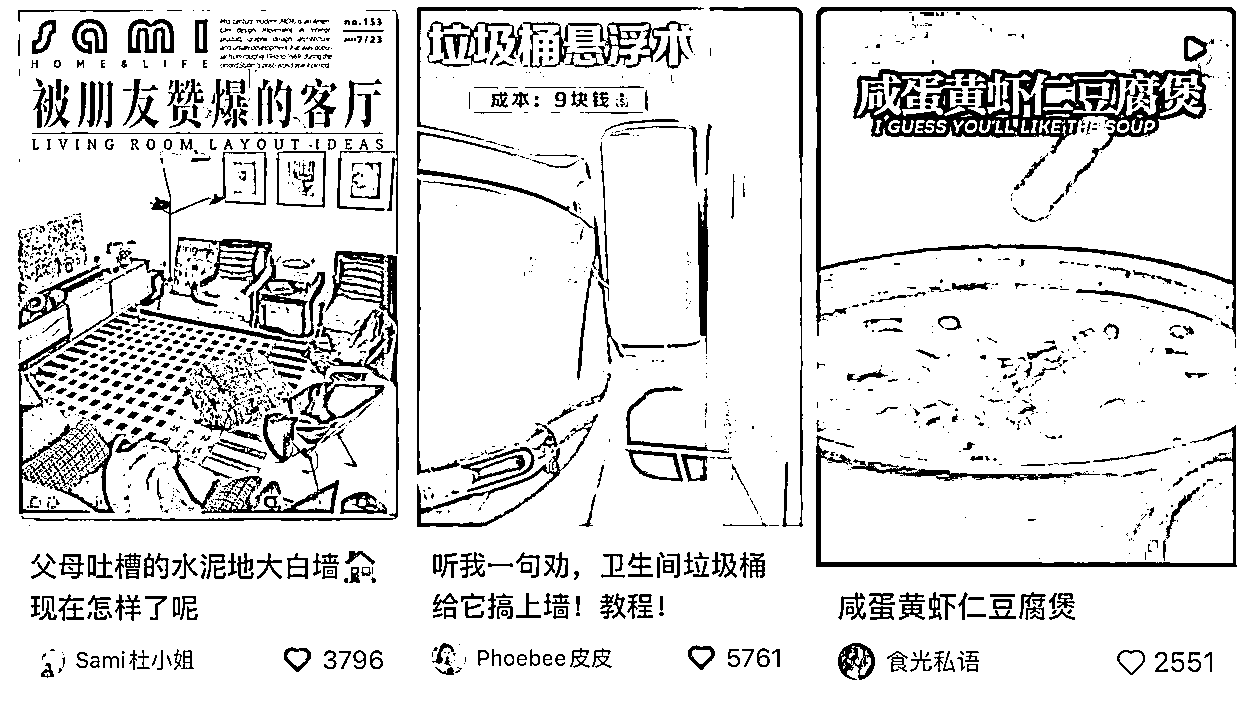 sami
HOME & LIFE
no.153
7/23
被朋友赞爆的客厅
LIVING ROOM LAYOUT IDEAS
父母吐槽的水泥地大白墙🏠
现在怎样了呢
Sami杜小姐
3796
垃圾桶悬浮术
成本：9块钱
听我一句劝，卫生间垃圾桶
给它搞上墙！教程！
Phoebee皮皮
5761
咸蛋黄虾仁豆腐煲
I GUESS YOU'LL LIKE THE SOUP
咸蛋黄虾仁豆腐煲
食光私语
2551